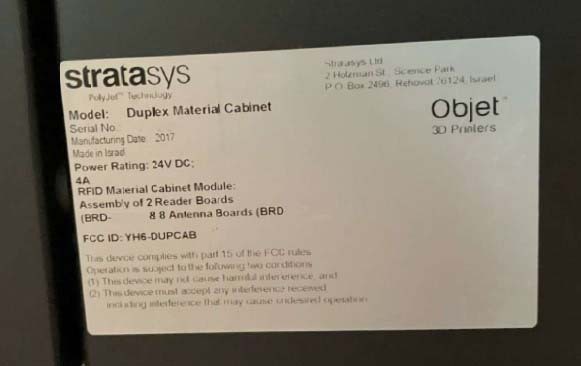 stratasys
PolyJet™ Technology
Model: Duplex Material Cabinet
Serial No.:
Manufacturing Date: 2017
Made in Israel
Power Rating: 24V DC;
4A
RFID Material Cabinet Module:
Assembly of 2 Reader Boards
(BRD- 8 8 Antenna Boards (BRD
FCC ID: YH6-DUPCAB
This device complies with part 15 of the FCC rules
Operation is subject to the following two conditions
(1) This device may not cause harmful interference, and
(2) This device must accept any interference received
including interference that may cause undesired operation
Stratasys Ltd
2 Holzman St., Science Park
P.O. Box 2496, Rehovot 76124, Israel
Objet™
3D Printers